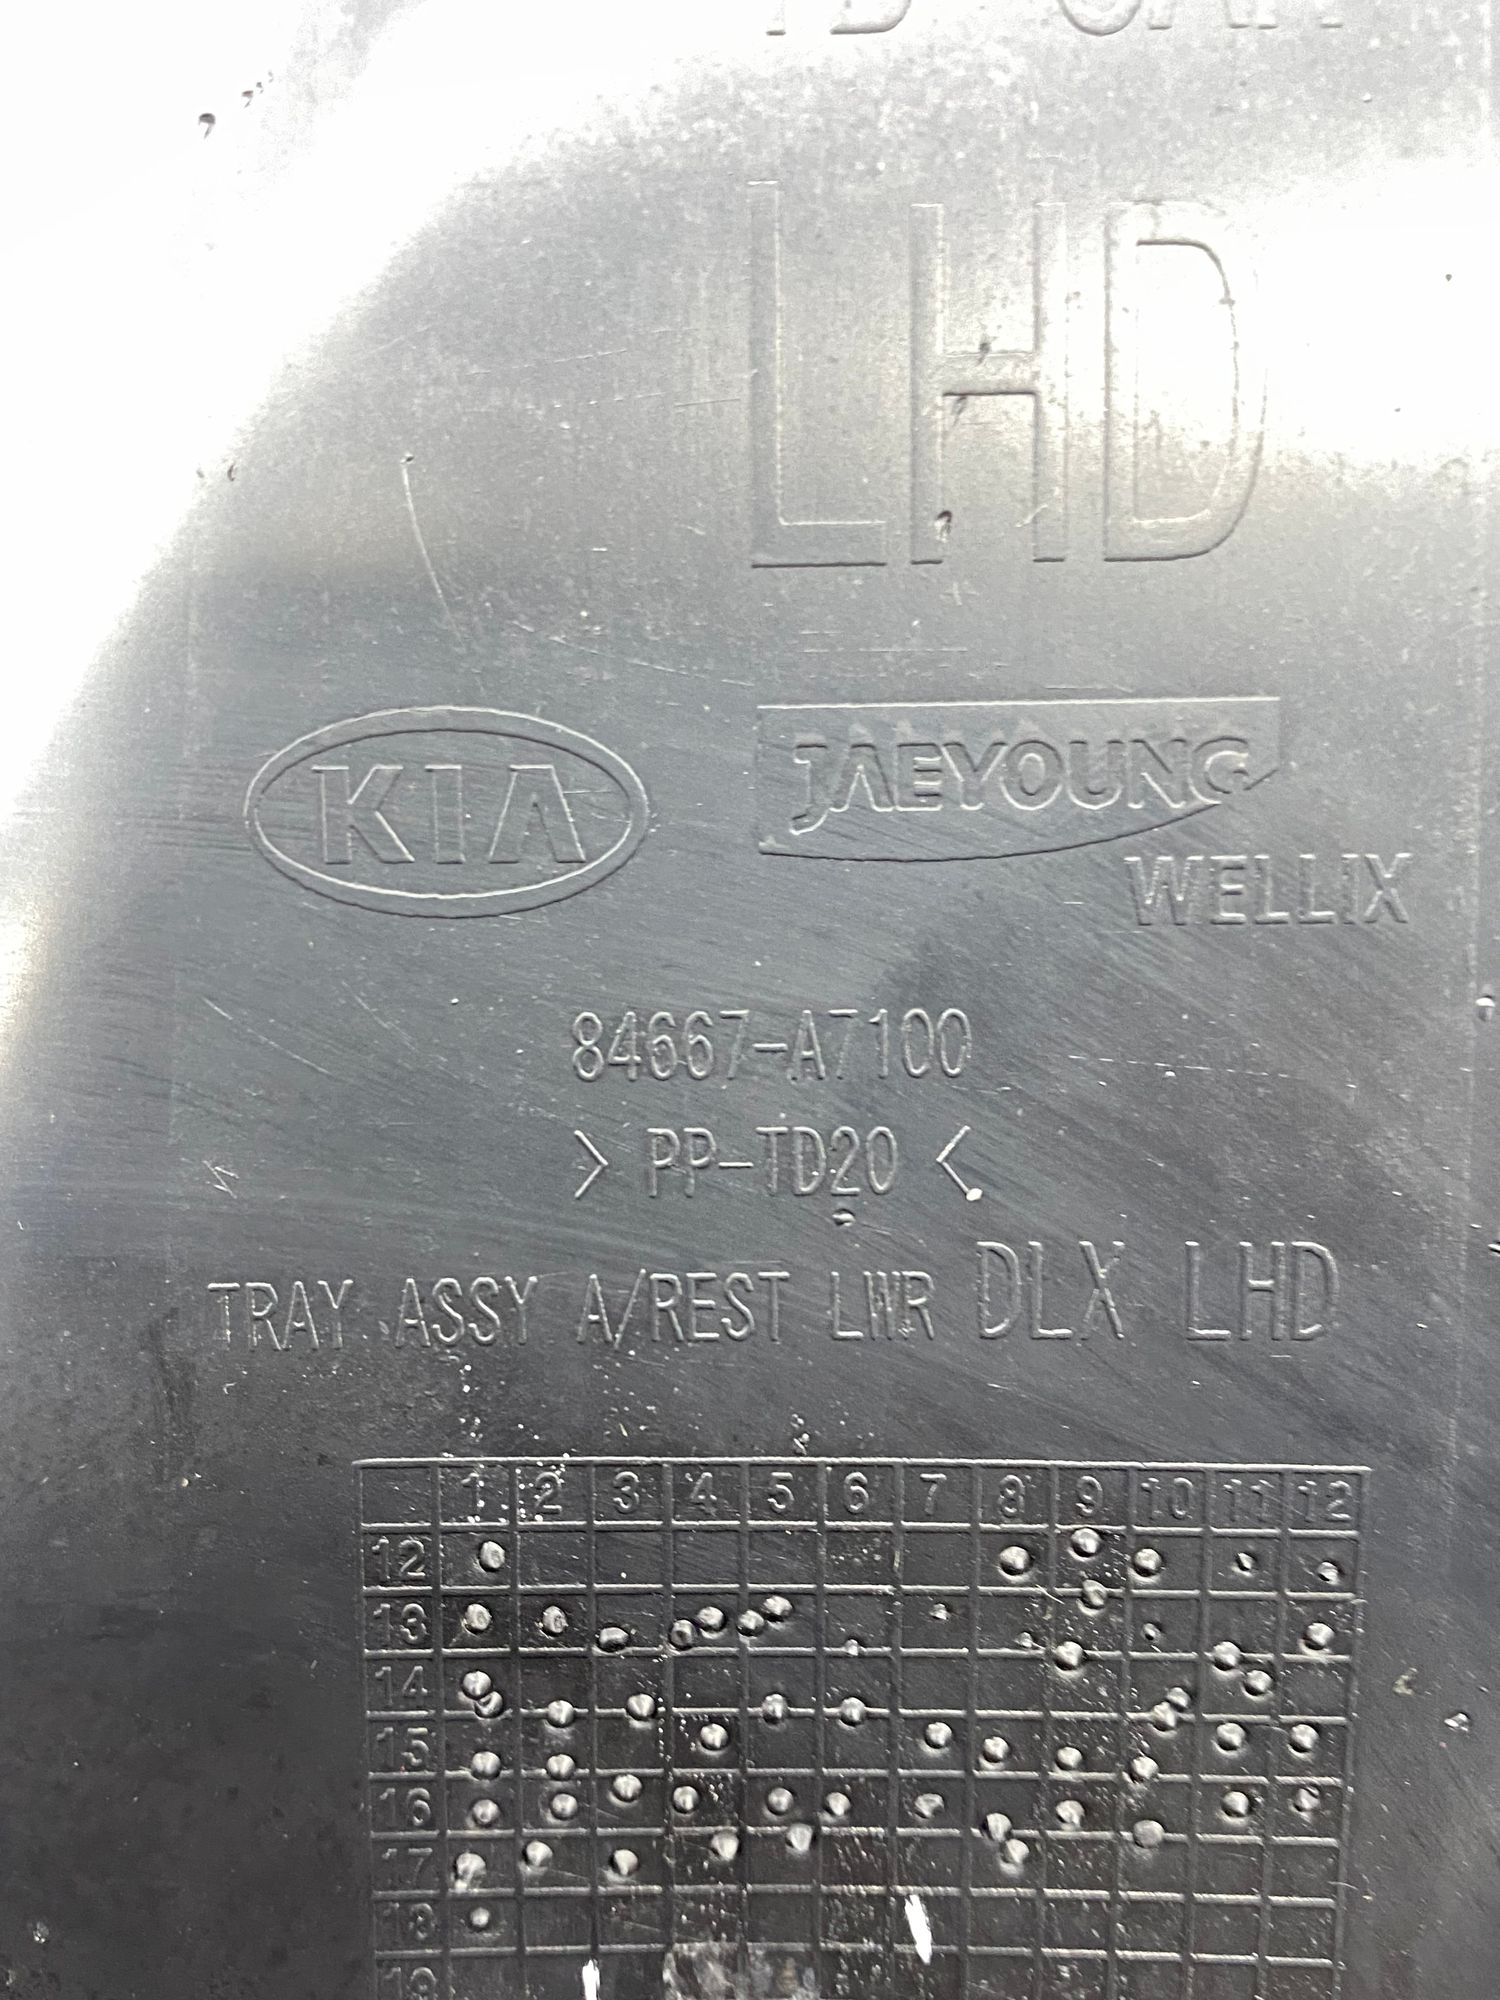 LHD
KIA
JAEYOUNG
WELLIX
84667-A7100
> PP-TD20 <
TRAY ASSY A/REST LWR DLX LHD
1 2 3 4 5 6 7 8 9 10 11 12
12
13
14
15
16
17
18
19